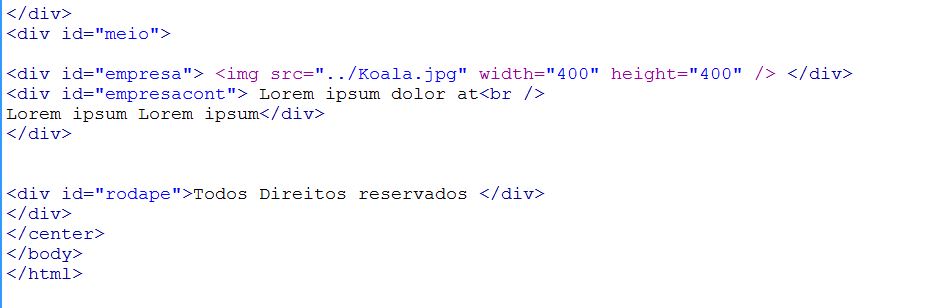 </div>
<div id="meio">
<div id="empresa"> <img src="../Koala.jpg" width="400" height="400" /> </div>
<div id="empresacont"> Lorem ipsum dolor at<br />
Lorem ipsum Lorem ipsum</div>
</div>
<div id="rodape">Todos Direitos reservados </div>
</div>
</center>
</body>
</html>